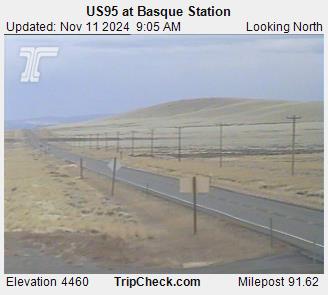 US95 at Basque Station
Updated: Nov 11 2024 9:05 AM Looking North
Elevation 4460 TripCheck.com Milepost 91.62